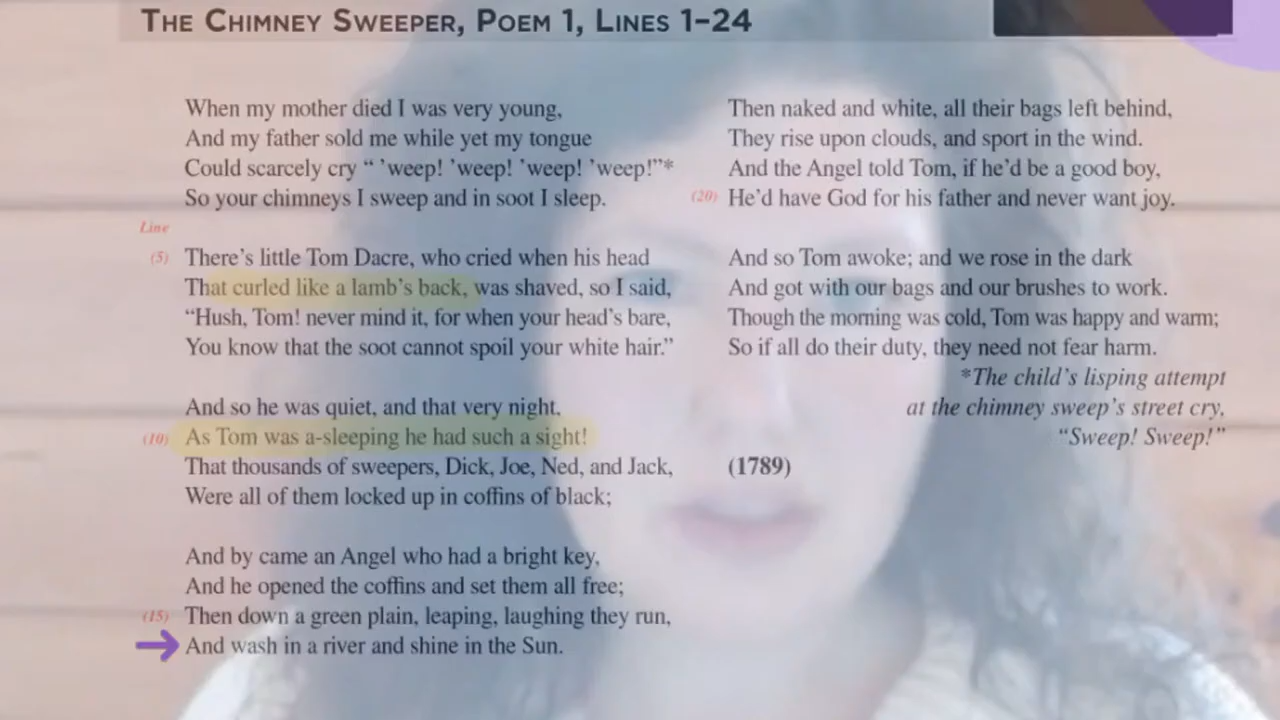 THE CHIMNEY SWEEPER, POEM 1, LINES 1–24
When my mother died I was very young,
And my father sold me while yet my tongue
Could scarcely cry “ ’weep! ’weep! ’weep! ’weep!”*
So your chimneys I sweep and in soot I sleep.
Line
(5) There’s little Tom Dacre, who cried when his head
That curled like a lamb’s back, was shaved, so I said,
“Hush, Tom! never mind it, for when your head’s bare,
You know that the soot cannot spoil your white hair.”
And so he was quiet, and that very night,
(10) As Tom was a-sleeping he had such a sight!
That thousands of sweepers, Dick, Joe, Ned, and Jack,
Were all of them locked up in coffins of black;
And by came an Angel who had a bright key,
And he opened the coffins and set them all free;
(15) Then down a green plain, leaping, laughing they run,
And wash in a river and shine in the Sun.
Then naked and white, all their bags left behind,
They rise upon clouds, and sport in the wind.
And the Angel told Tom, if he’d be a good boy,
(20) He’d have God for his father and never want joy.
And so Tom awoke; and we rose in the dark
And got with our bags and our brushes to work.
Though the morning was cold, Tom was happy and warm;
So if all do their duty, they need not fear harm.
*The child’s lisping attempt
at the chimney sweep’s street cry,
“Sweep! Sweep!”
(1789)